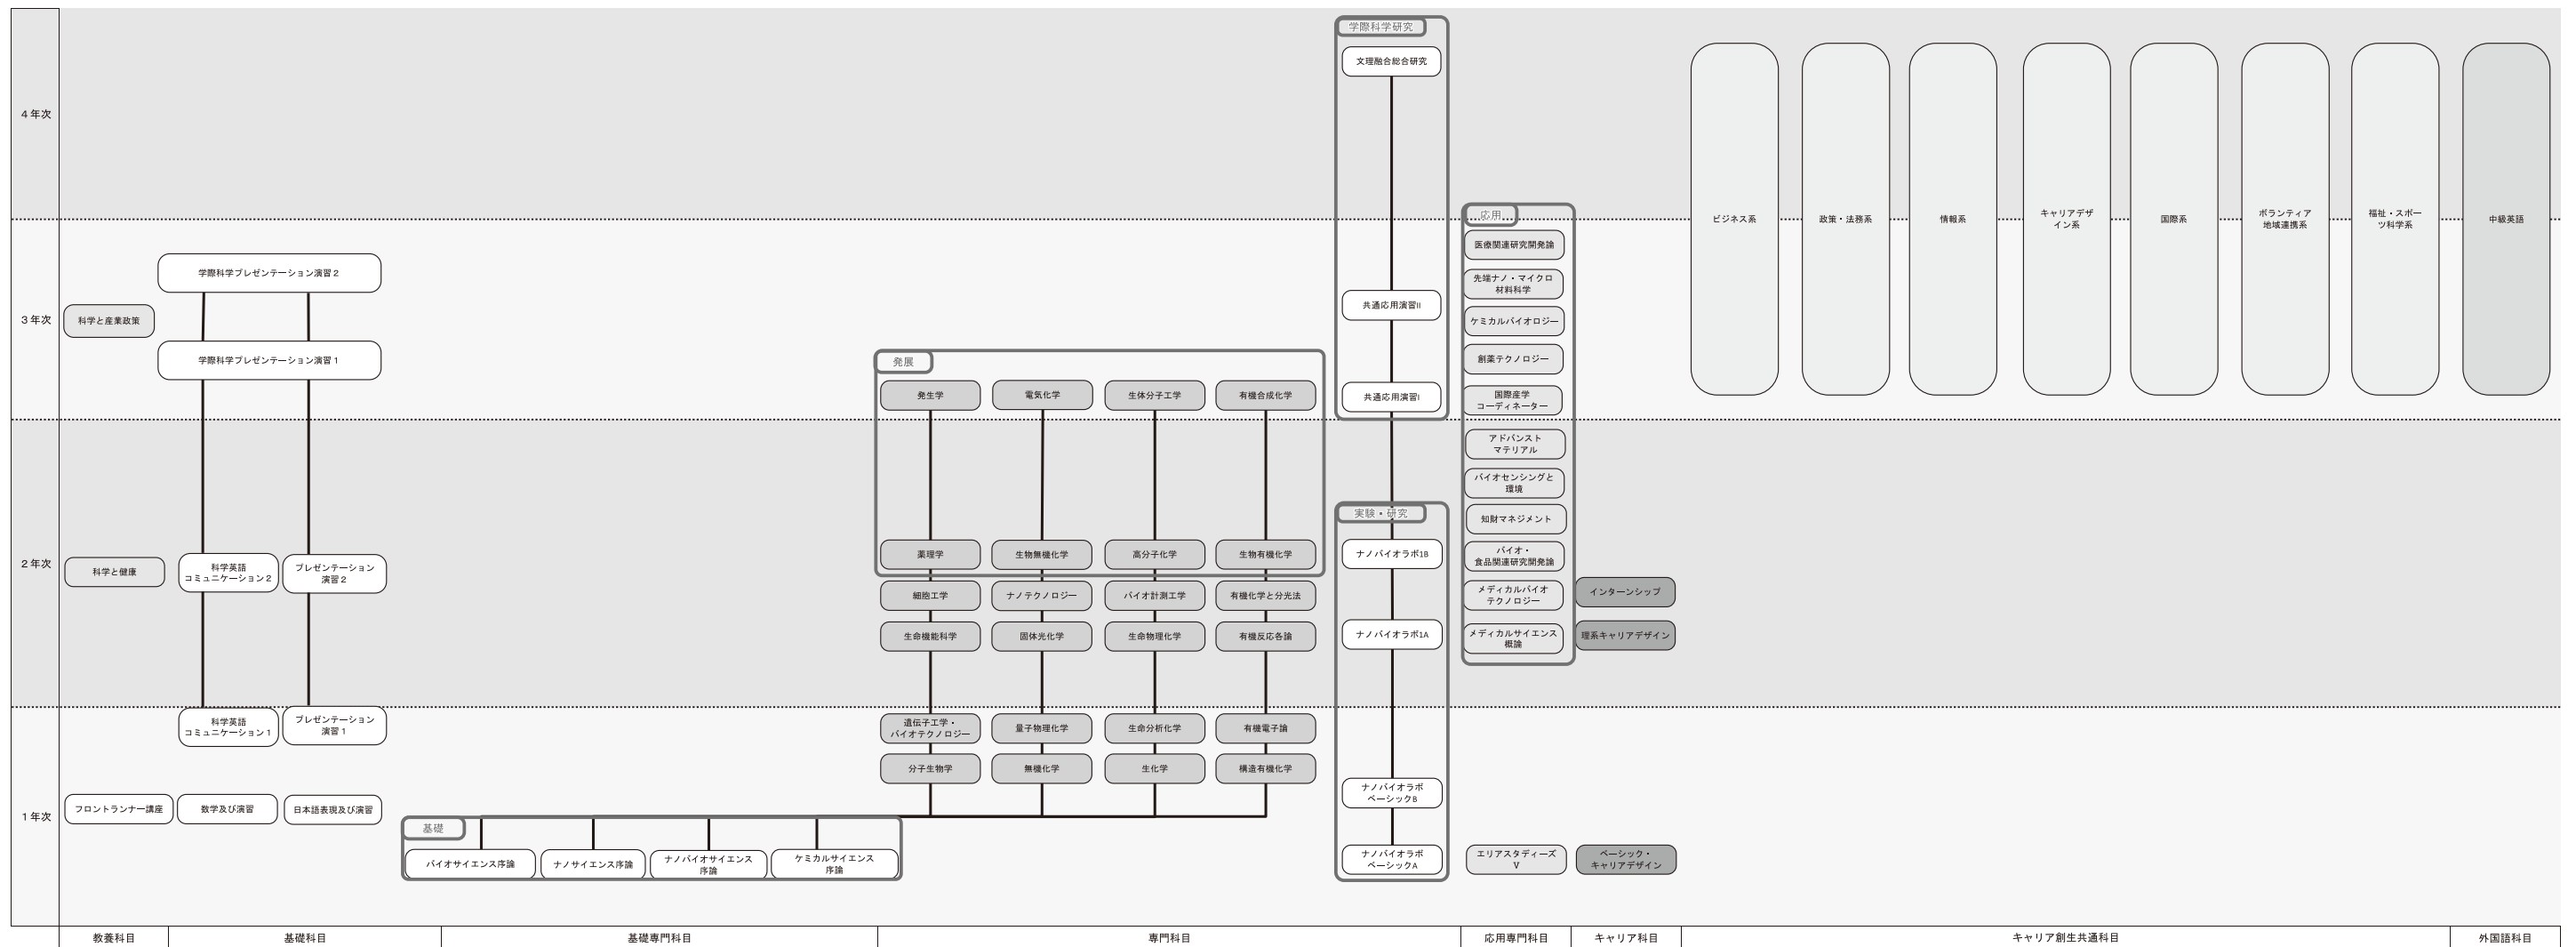 学際科学研究
文理融合総合研究
4年次
応用
ビジネス系
政策・法務系
情報系
キャリアデザ
イン系
国際系
ボランティア
地域連携系
福祉・スポー
ツ科学系
中級英語
医療関連研究開発論
学際科学プレゼンテーション演習2
先端ナノ・マイクロ
材料科学
共通応用演習II
3年次
科学と産業政策
ケミカルバイオロジー
学際科学プレゼンテーション演習1
発展
創薬テクノロジー
発生学
電気化学
生体分子工学
有機合成化学
共通応用演習I
国際産学
コーディネーター
アドバンスト
マテリアル
バイオセンシングと
環境
実験・研究
知財マネジメント
薬理学
生物無機化学
高分子化学
生物有機化学
ナノバイオラボ1B
バイオ・
食品関連研究開発論
2年次
科学と健康
科学英語
コミュニケーション2
プレゼンテーション
演習2
細胞工学
ナノテクノロジー
バイオ計測工学
有機化学と分光法
メディカルバイオ
テクノロジー
インターンシップ
生命機能科学
固体光化学
生命物理化学
有機反応各論
ナノバイオラボ1A
メディカルサイエンス
概論
理系キャリアデザイン
科学英語
コミュニケーション1
プレゼンテーション
演習1
遺伝子工学・
バイオテクノロジー
量子物理化学
生命分析化学
有機電子論
分子生物学
無機化学
生化学
構造有機化学
ナノバイオラボ
ベーシックB
1年次
フロントランナー講座
数学及び演習
日本語表現及び演習
基礎
バイオサイエンス序論
ナノサイエンス序論
ナノバイオサイエンス
序論
ケミカルサイエンス
序論
ナノバイオラボ
ベーシックA
エリアスタディーズ
V
ベーシック・
キャリアデザイン
教養科目
基礎科目
基礎専門科目
専門科目
応用専門科目
キャリア科目
キャリア創生共通科目
外国語科目